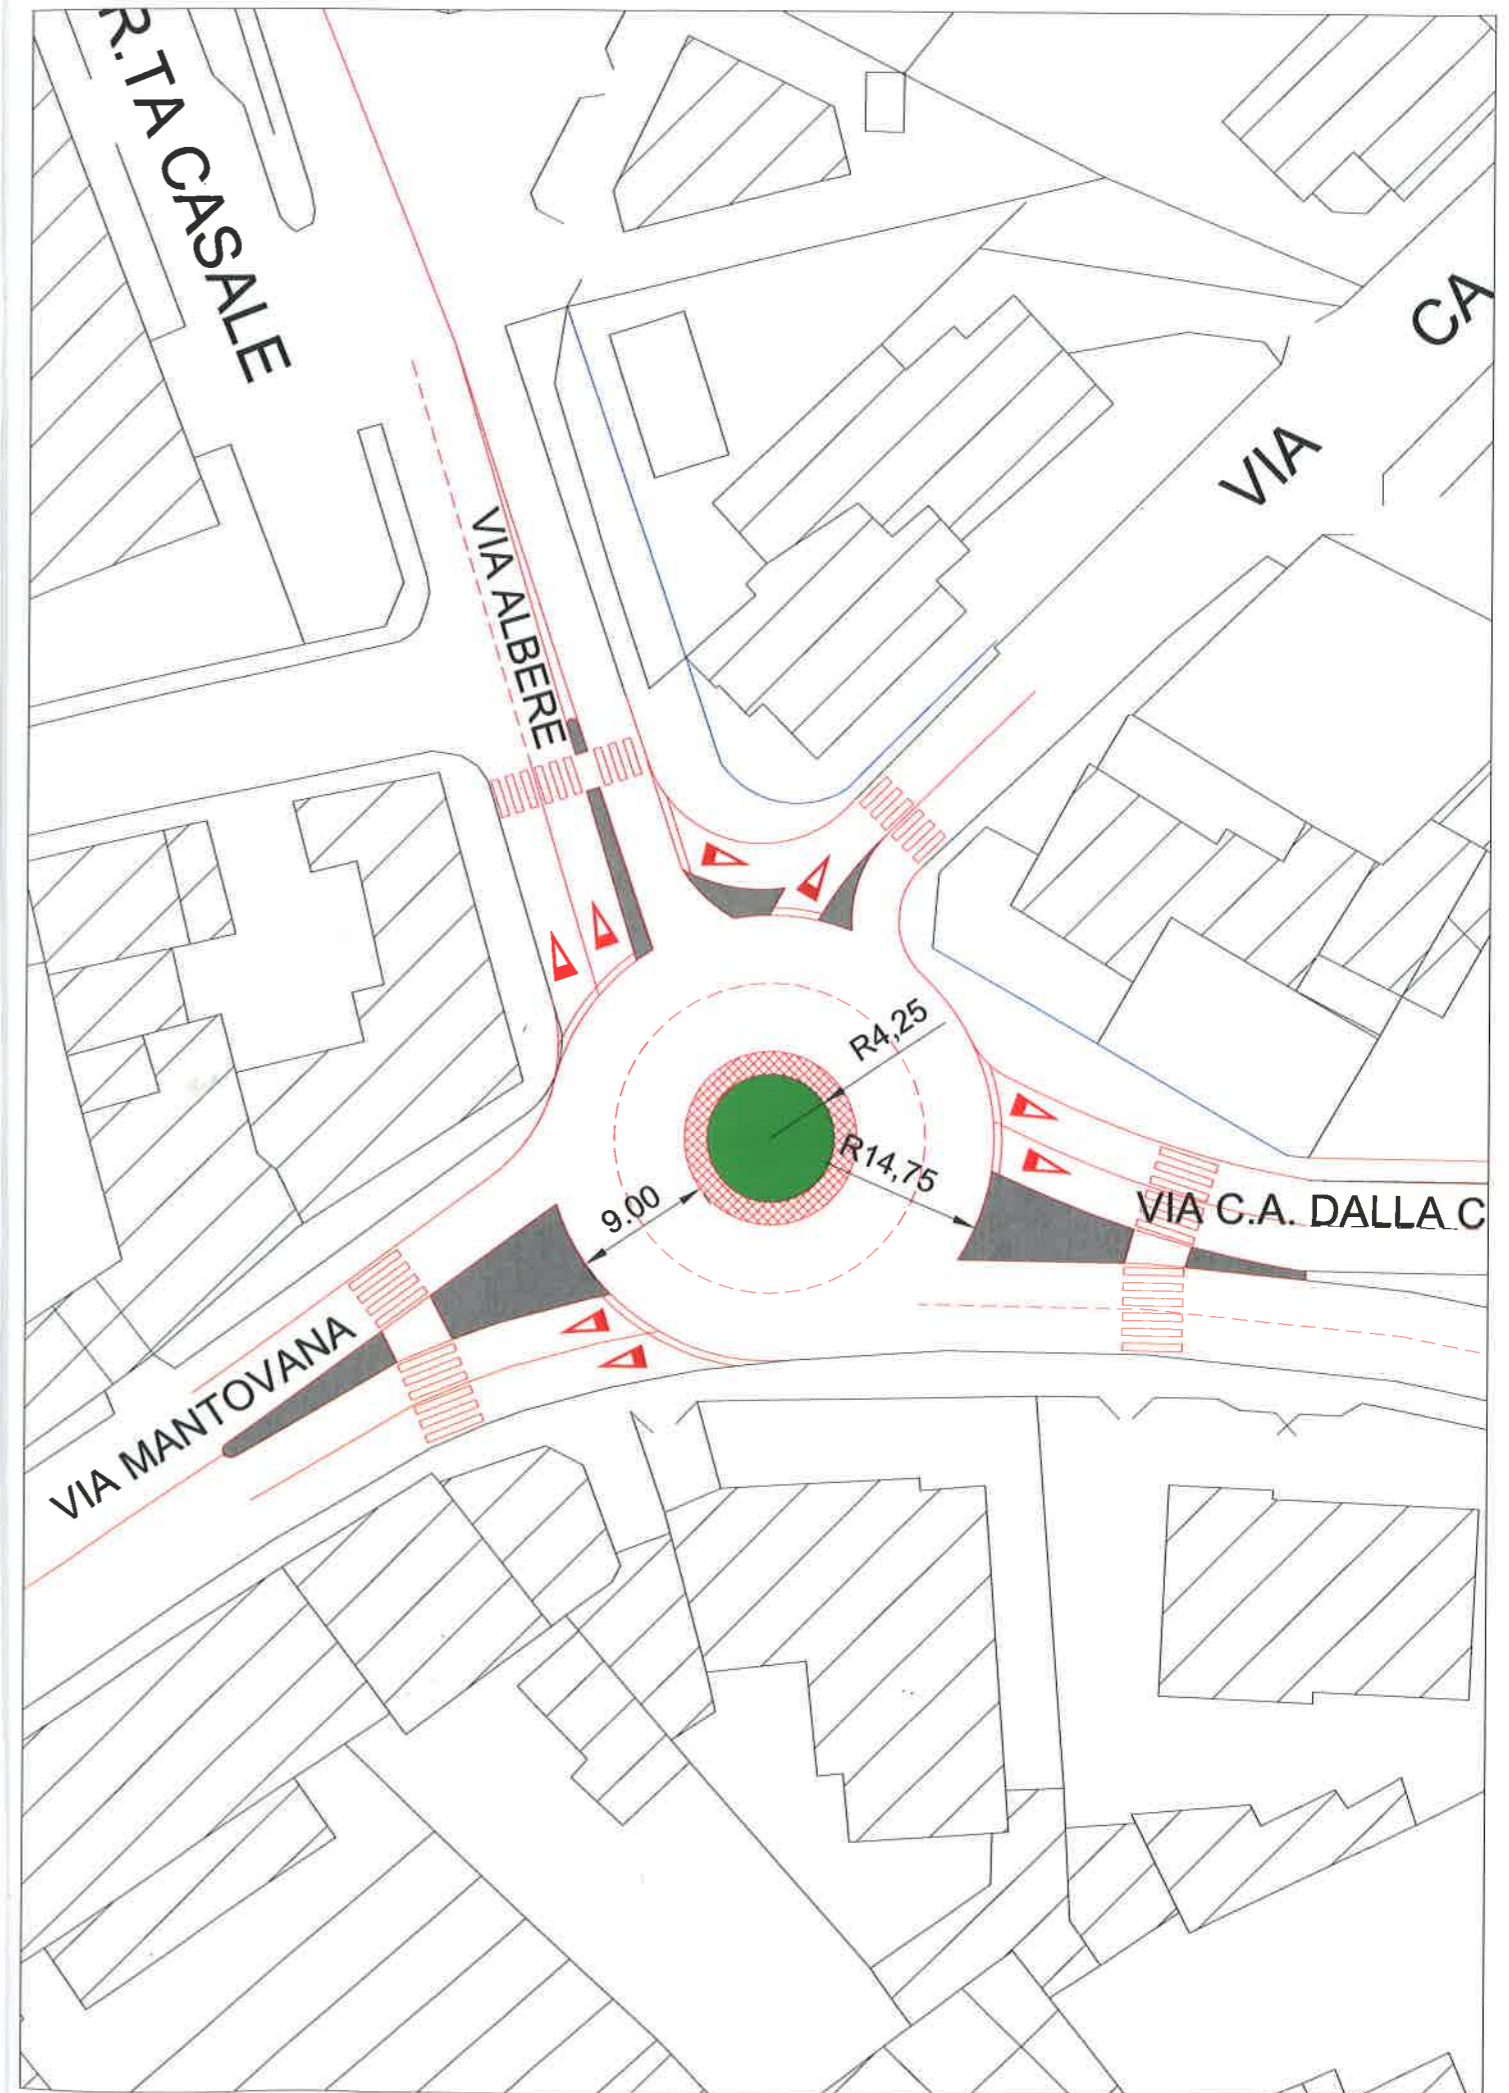 R.TA CASALE
CA
VIA
VIA ALBERE
R4,25
R14,75
9.00
VIA C.A. DALLA C
VIA MANTOVANA